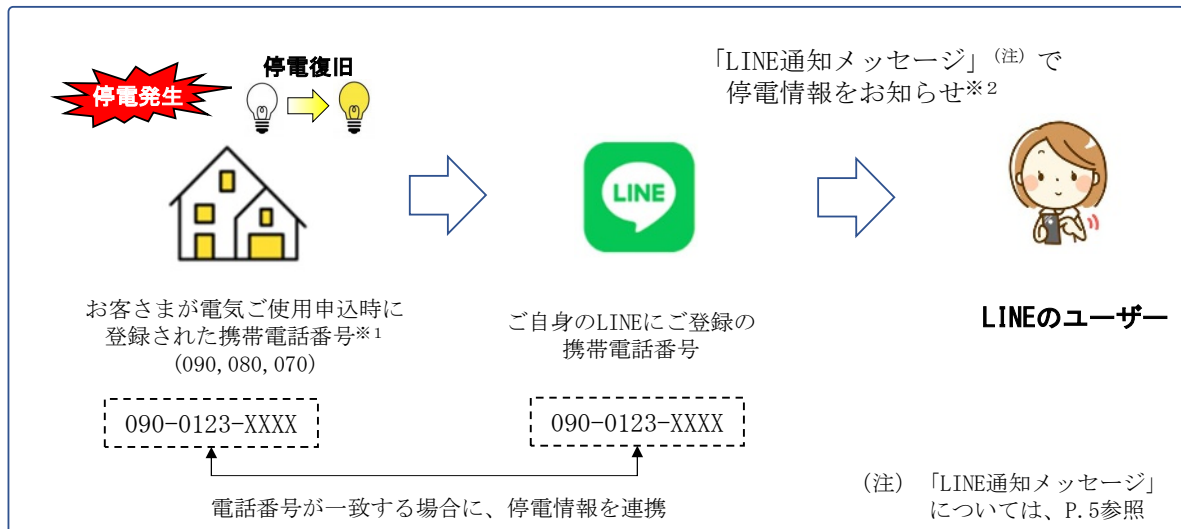 停電発生
停電復旧
「LINE通知メッセージ」(注)で
停電情報をお知らせ※2
LINE
お客さまが電気ご使用申込時に
登録された携帯電話番号※1
(090,080,070)
ご自身のLINEにご登録の
携帯電話番号
LINEのユーザー
090-0123-XXXX
090-0123-XXXX
電話番号が一致する場合に、停電情報を連携
(注) 「LINE通知メッセージ」
については、P.5参照